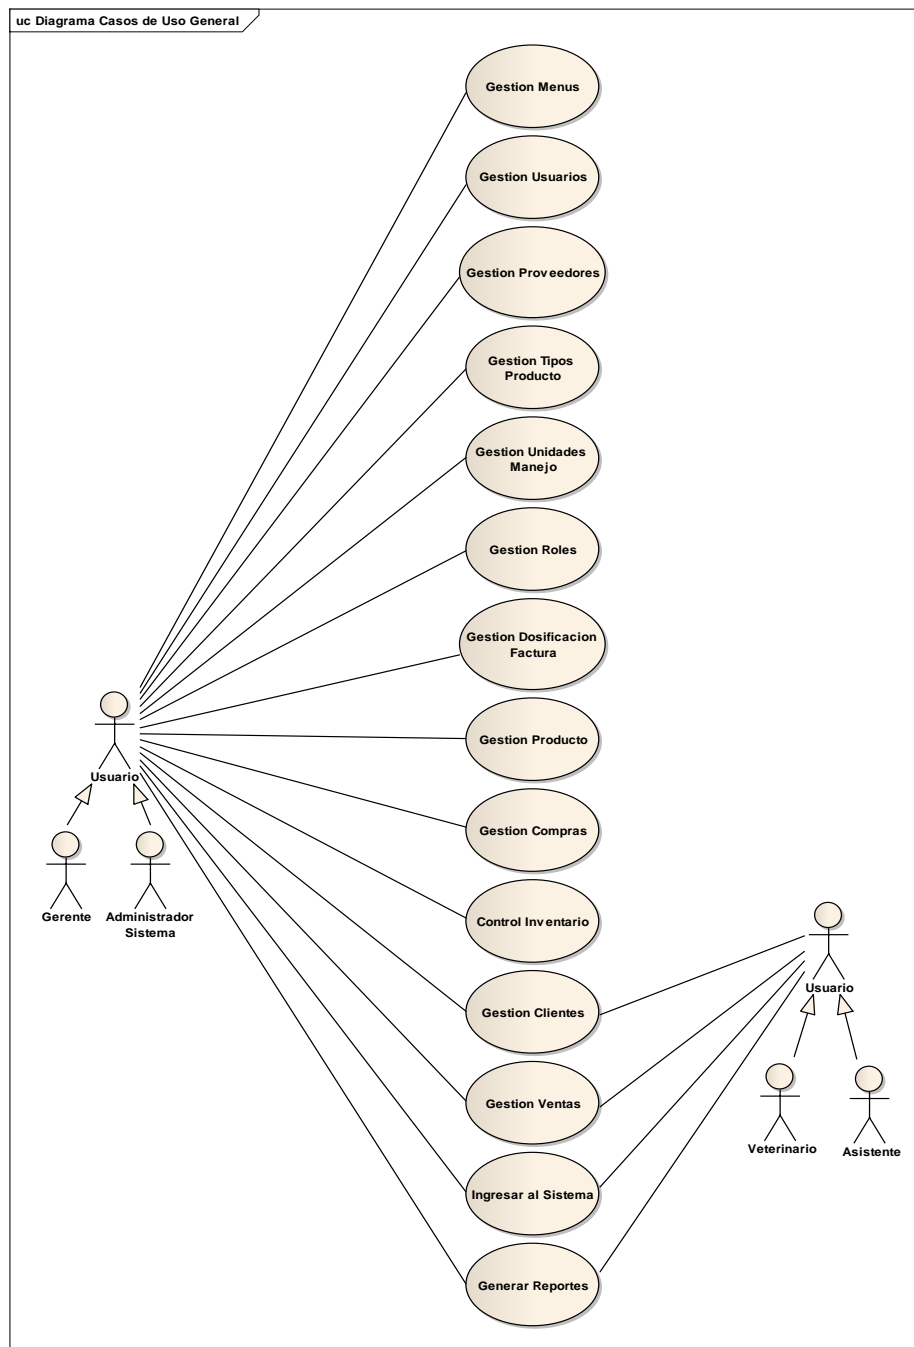 uc Diagrama Casos de Uso General
Gestion Menus
Gestion Usuarios
Gestion Proveedores
Gestion Tipos
Producto
Gestion Unidades
Manejo
Gestion Roles
Gestion Dosificacion
Factura
Gestion Producto
Usuario
Gestion Compras
Gerente
Administrador
Sistema
Control Inventario
Usuario
Gestion Clientes
Gestion Ventas
Veterinario
Asistente
Ingresar al Sistema
Generar Reportes